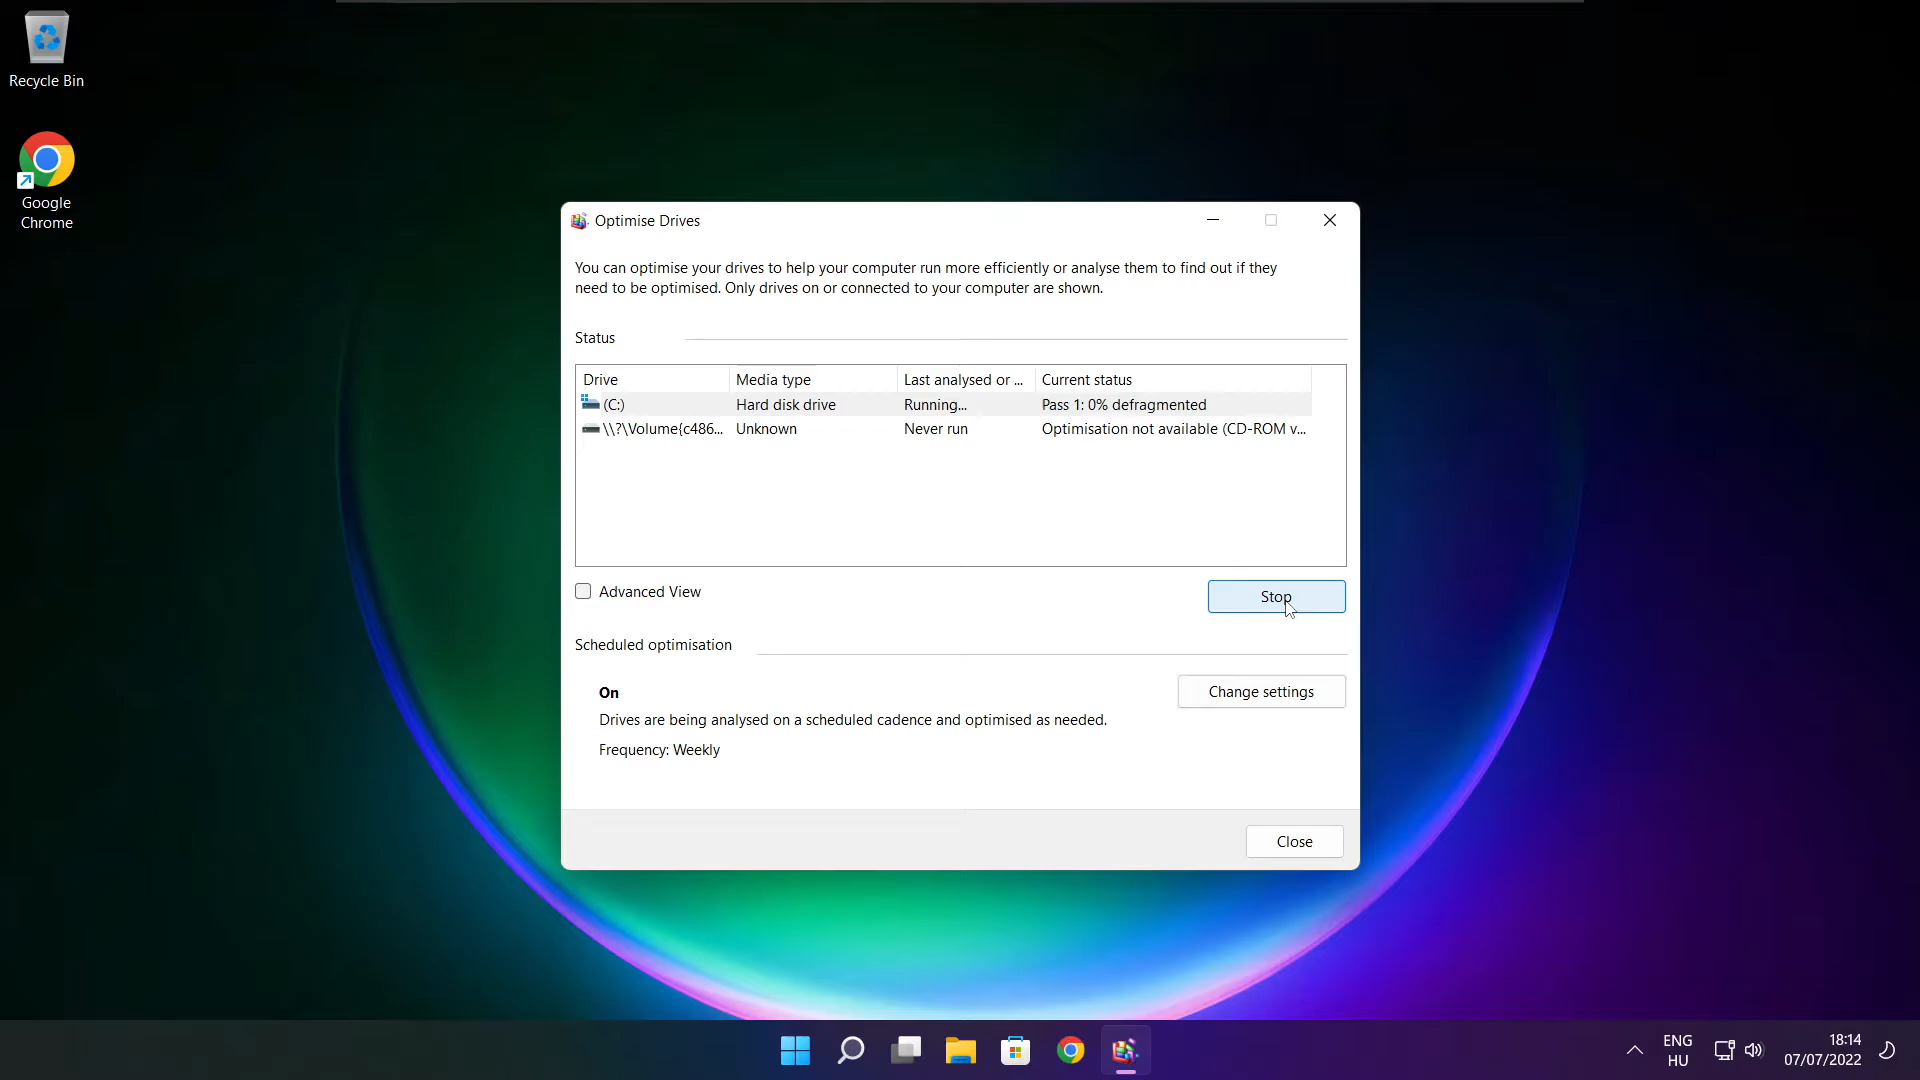 Recycle Bin
Google
Chrome
Optimise Drives
You can optimise your drives to help your computer run more efficiently or analyse them to find out if they
need to be optimised. Only drives on or connected to your computer are shown.
Status
Drive Media type Last analysed or ... Current status
(C:) Hard disk drive Running... Pass 1: 0% defragmented
\\?\Volume{c486... Unknown Never run Optimisation not available (CD-ROM v...
Advanced View
Stop
Scheduled optimisation
On
Change settings
Drives are being analysed on a scheduled cadence and optimised as needed.
Frequency: Weekly
Close
ENG
HU
18:14
07/07/2022